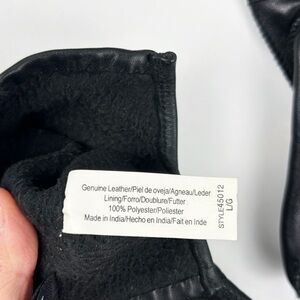 Genuine Leather/Piel de oveja/Agneau/Leder
Lining/Forro/Doublure/Futter
100% Polyester/Poliester
Made in India/Hecho en India/Fait en Inde
STYLE45012
L/G